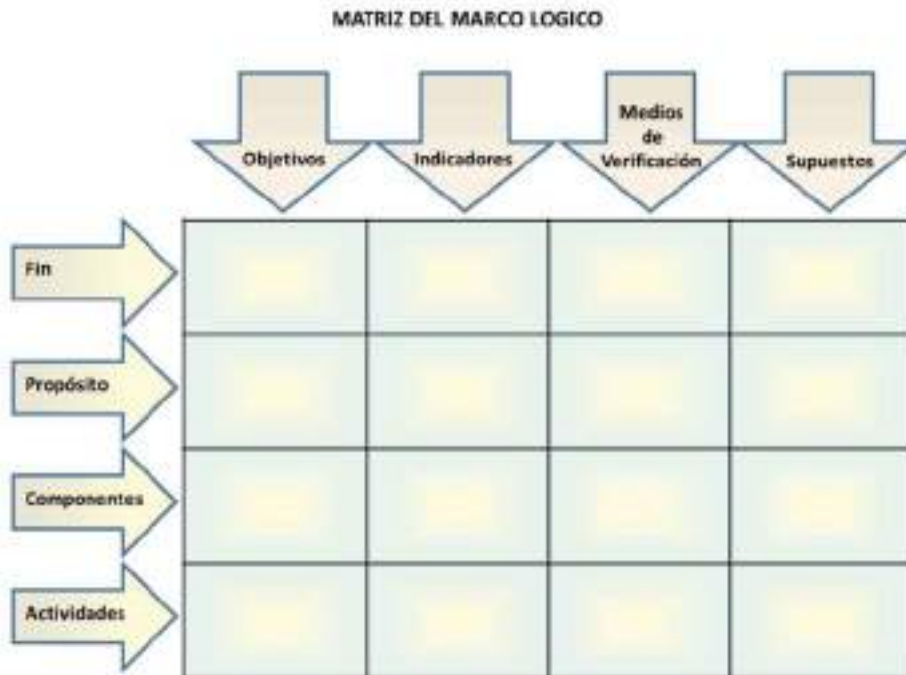 MATRIZ DEL MARCO LOGICO
Objetivos
Indicadores
Medios
de
Verificación
Supuestos
Fin
Propósito
Componentes
Actividades